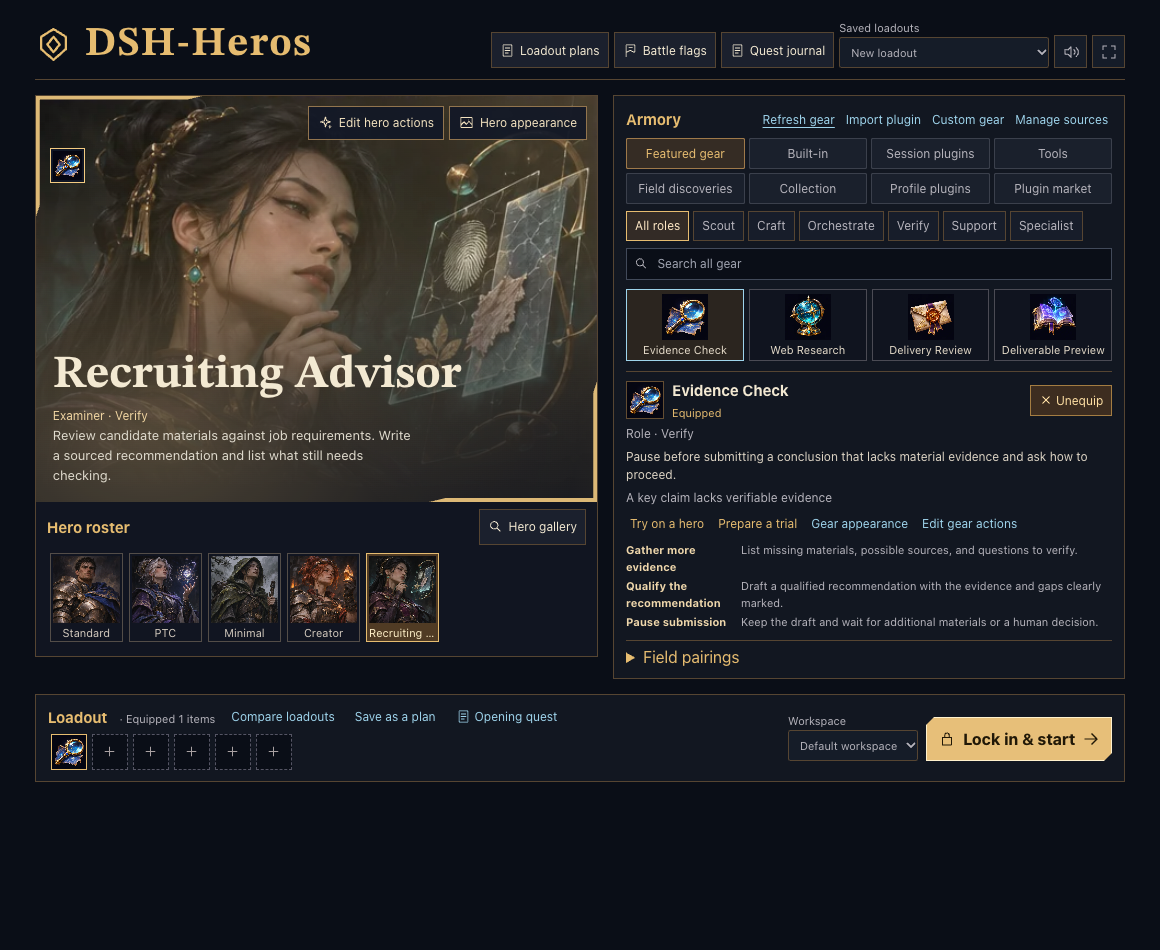 DSH-Heros
Loadout plans
Battle flags
Quest journal
Saved loadouts
New loadout
Edit hero actions
Hero appearance
Recruiting Advisor
Examiner · Verify
Review candidate materials against job requirements. Write
a sourced recommendation and list what still needs
checking.
Hero roster
Hero gallery
Standard
PTC
Minimal
Creator
Recruiting ...
Armory
Refresh gear
Import plugin
Custom gear
Manage sources
Featured gear
Built-in
Session plugins
Tools
Field discoveries
Collection
Profile plugins
Plugin market
All roles
Scout
Craft
Orchestrate
Verify
Support
Specialist
Search all gear
Evidence Check
Web Research
Delivery Review
Deliverable Preview
Evidence Check
Equipped
Unequip
Role · Verify
Pause before submitting a conclusion that lacks material evidence and ask how to
proceed.
A key claim lacks verifiable evidence
Try on a hero
Prepare a trial
Gear appearance
Edit gear actions
Gather more
evidence
List missing materials, possible sources, and questions to verify.
Qualify the
recommendation
Draft a qualified recommendation with the evidence and gaps clearly
marked.
Pause submission
Keep the draft and wait for additional materials or a human decision.
Field pairings
Loadout
· Equipped 1 items
Compare loadouts
Save as a plan
Opening quest
Workspace
Default workspace
Lock in & start